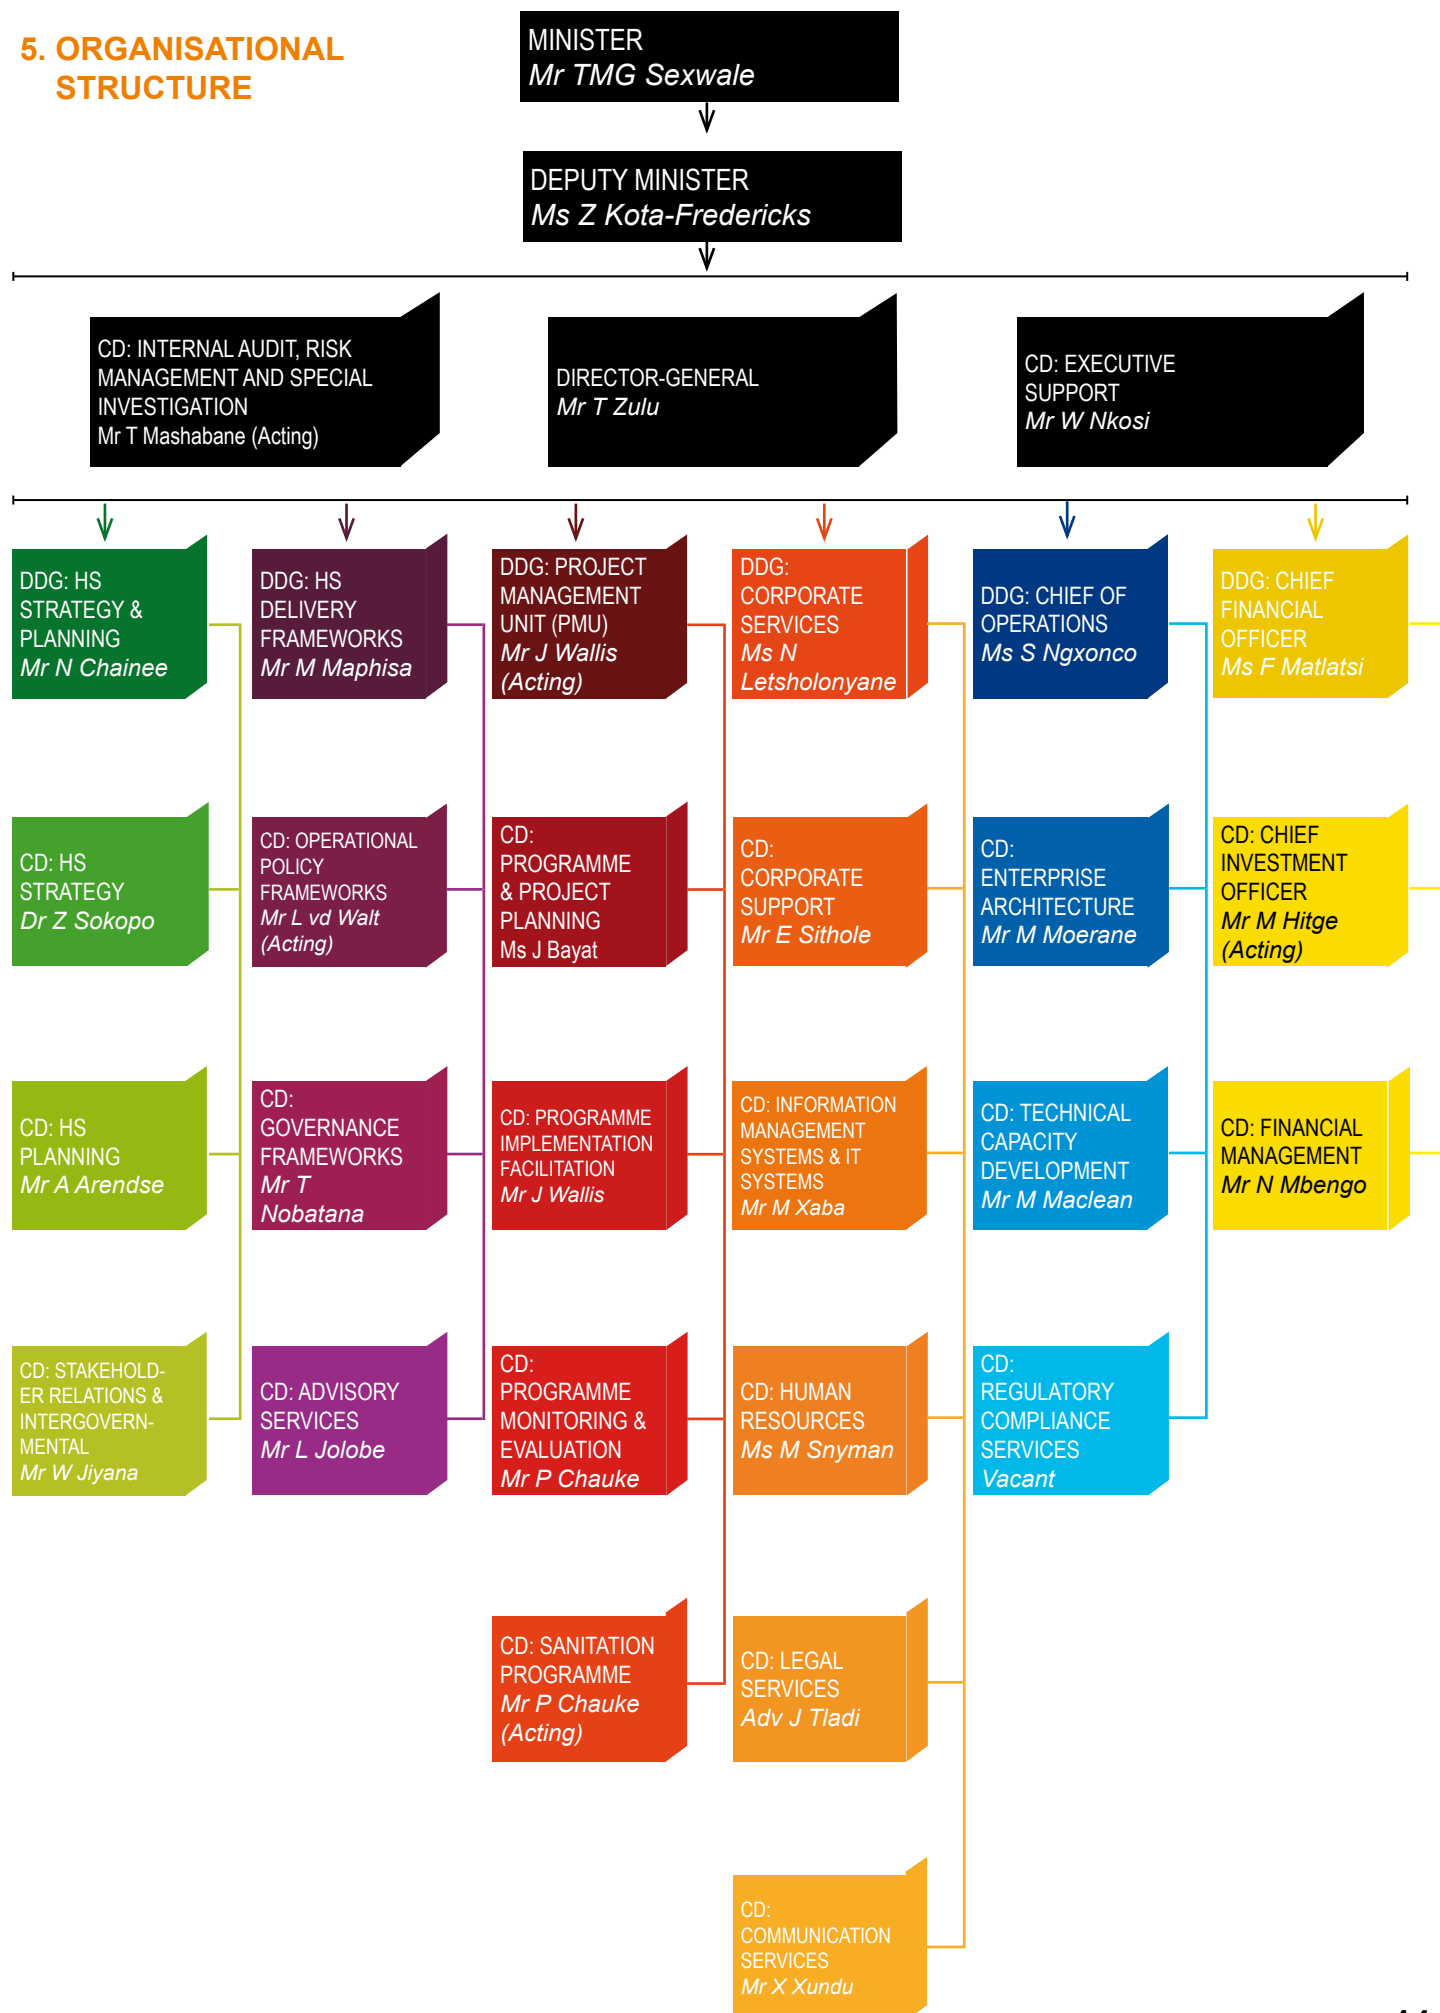 5. ORGANISATIONAL
STRUCTURE
MINISTER
Mr TMG Sexwale
DEPUTY MINISTER
Ms Z Kota-Fredericks
CD: INTERNAL AUDIT, RISK
MANAGEMENT AND SPECIAL
INVESTIGATION
Mr T Mashabane (Acting)
DIRECTOR-GENERAL
Mr T Zulu
CD: EXECUTIVE
SUPPORT
Mr W Nkosi
DDG: HS
STRATEGY &
PLANNING
Mr N Chainee
DDG: HS
DELIVERY
FRAMEWORKS
Mr M Maphisa
DDG: PROJECT
MANAGEMENT
UNIT (PMU)
Mr J Wallis
(Acting)
DDG:
CORPORATE
SERVICES
Ms N
Letsholonyane
DDG: CHIEF OF
OPERATIONS
Ms S Ngxonco
DDG: CHIEF
FINANCIAL
OFFICER
Ms F Matlatsi
CD: HS
STRATEGY
Dr Z Sokopo
CD: OPERATIONAL
POLICY
FRAMEWORKS
Mr L vd Walt
(Acting)
CD:
PROGRAMME
& PROJECT
PLANNING
Ms J Bayat
CD:
CORPORATE
SUPPORT
Mr E Sithole
CD:
ENTERPRISE
ARCHITECTURE
Mr M Moerane
CD: CHIEF
INVESTMENT
OFFICER
Mr M Hitge
(Acting)
CD: HS
PLANNING
Mr A Arendse
CD:
GOVERNANCE
FRAMEWORKS
Mr T
Nobatana
CD: PROGRAMME
IMPLEMENTATION
FACILITATION
Mr J Wallis
CD: INFORMATION
MANAGEMENT
SYSTEMS & IT
SYSTEMS
Mr M Xaba
CD: TECHNICAL
CAPACITY
DEVELOPMENT
Mr M Maclean
CD: FINANCIAL
MANAGEMENT
Mr N Mbengo
CD: STAKEHOLD-
ER RELATIONS &
INTERGOVERN-
MENTAL
Mr W Jiyana
CD: ADVISORY
SERVICES
Mr L Jolobe
CD:
PROGRAMME
MONITORING &
EVALUATION
Mr P Chauke
CD: HUMAN
RESOURCES
Ms M Snyman
CD:
REGULATORY
COMPLIANCE
SERVICES
Vacant
CD: SANITATION
PROGRAMME
Mr P Chauke
(Acting)
CD: LEGAL
SERVICES
Adv J Tladi
CD:
COMMUNICATION
SERVICES
Mr X Xundu